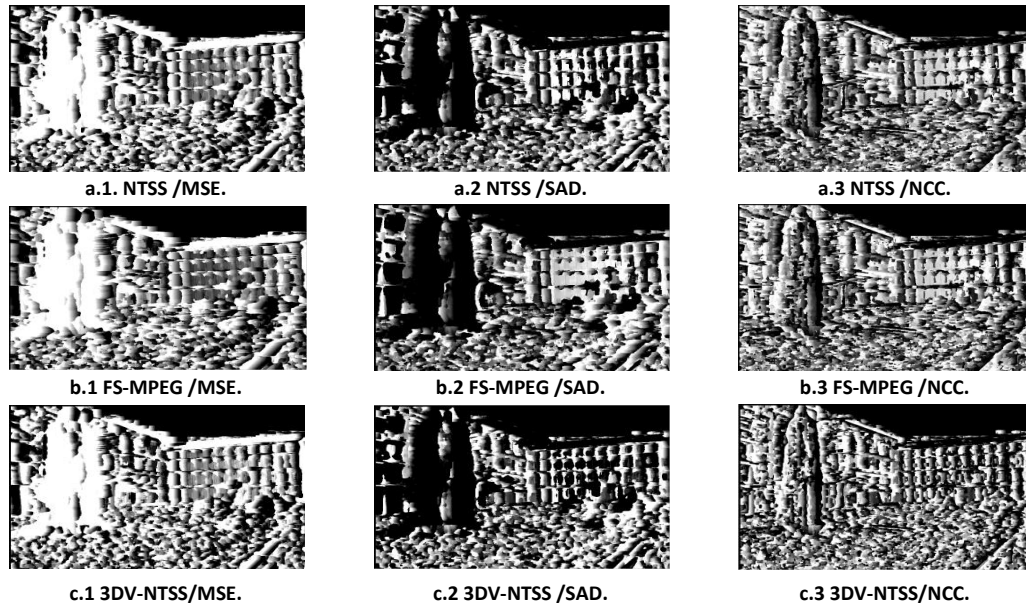 a.1. NTSS /MSE. a.2 NTSS /SAD. a.3 NTSS /NCC.
b.1 FS-MPEG /MSE. b.2 FS-MPEG /SAD. b.3 FS-MPEG /NCC.
c.1 3DV-NTSS/MSE. c.2 3DV-NTSS /SAD. c.3 3DV-NTSS/NCC.